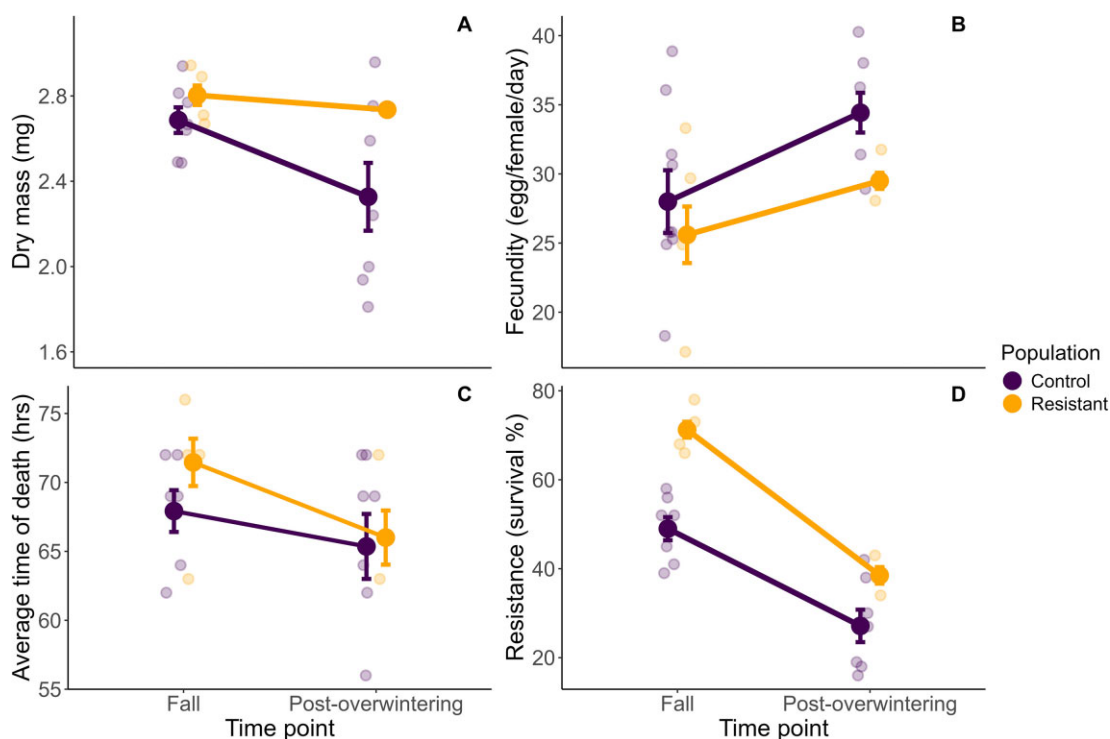 A
Dry mass (mg)
2.8
2.4
2.0
1.6
B
Fecundity (egg/female/day)
40
35
30
25
20
C
Average time of death (hrs)
75
70
65
60
55
Fall
Post-overwintering
Time point
D
Resistance (survival %)
80
60
40
20
Fall
Post-overwintering
Time point
Population
Control
Resistant